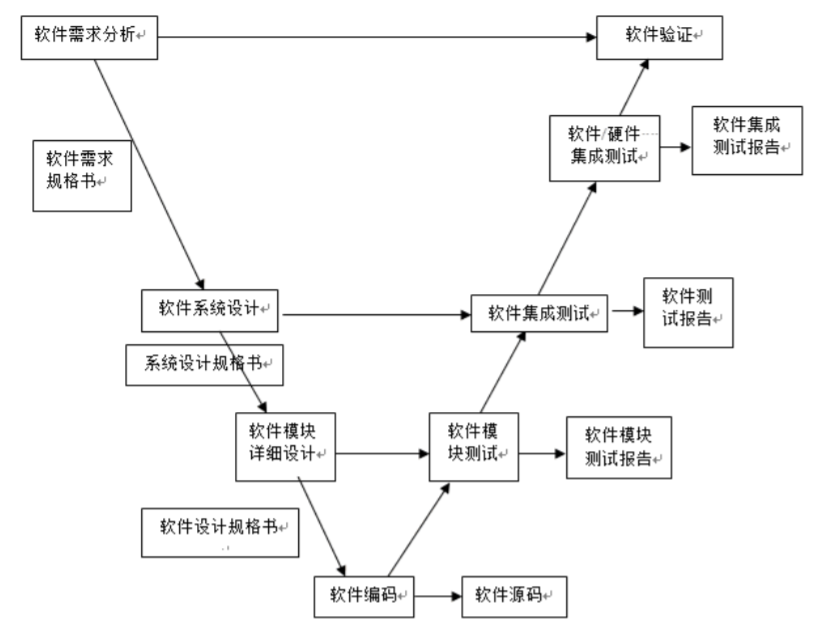 软件需求分析
软件验证
软件/硬件
集成测试
软件集成
测试报告
软件需求
规格书
软件系统设计
软件集成测试
软件测
试报告
系统设计规格书
软件模块
详细设计
软件模
块测试
软件模块
测试报告
软件设计规格书
软件编码
软件源码